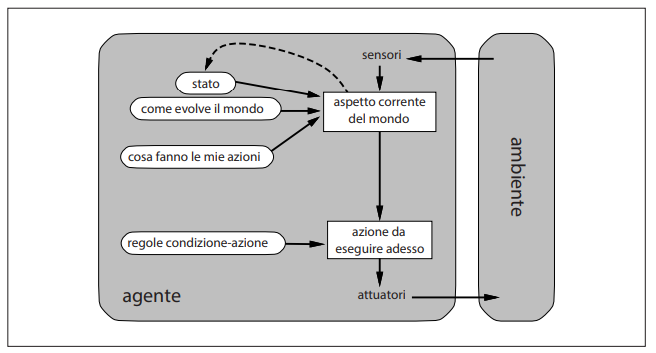 sensori
stato
come evolve il mondo
aspetto corrente
del mondo
cosa fanno le mie azioni
ambiente
regole condizione-azione
azione da
eseguire adesso
agente
attuatori